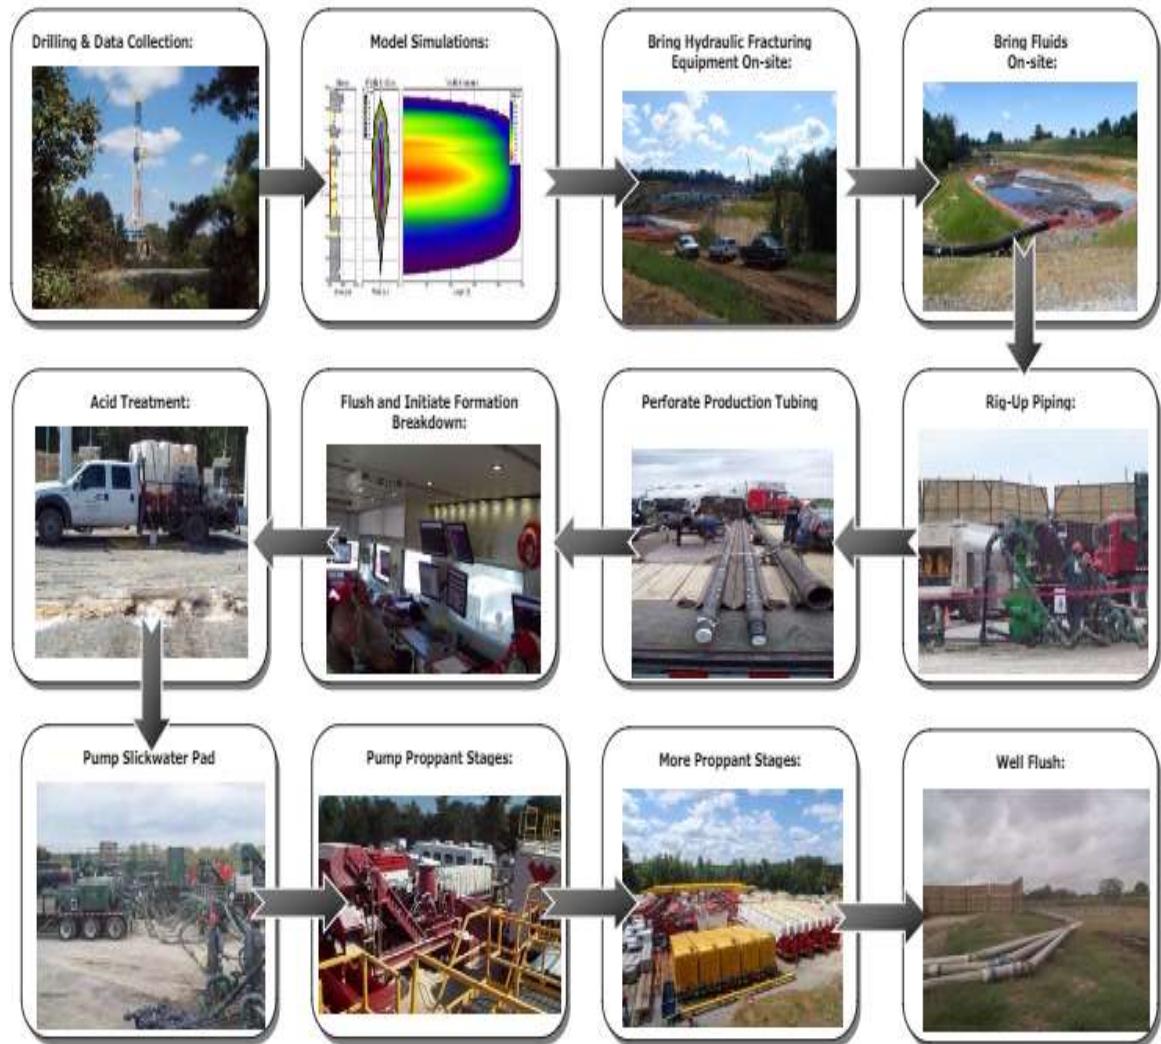 Drilling & Data Collection:
Model Simulations:
Bring Hydraulic Fracturing
Equipment On-site:
Bring Fluids
On-site:
Acid Treatment:
Flush and Initiate Formation
Breakdown:
Perforate Production Tubing
Rig-Up Piping:
Pump Slickwater Pad
Pump Proppant Stages:
More Proppant Stages:
Well Flush: